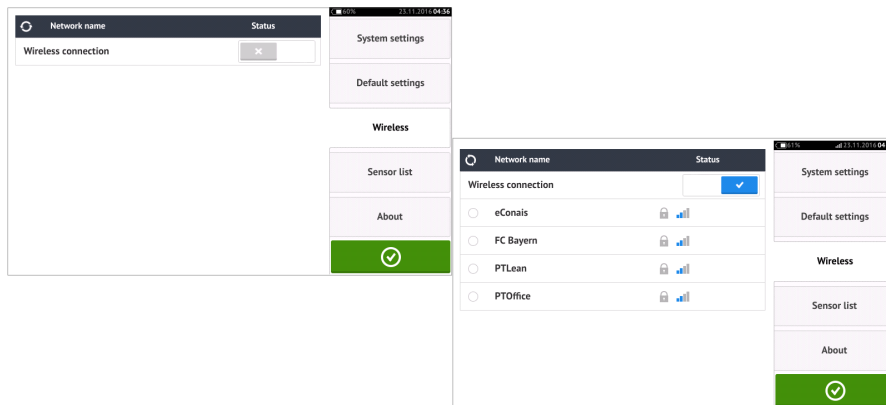 60% 23.11.2016 04:36
Network name Status
Wireless connection
System settings
Default settings
Wireless
Sensor list
About
61% 23.11.2016 04
Network name Status
Wireless connection
eConais
FC Bayern
PTLean
PTOffice
System settings
Default settings
Wireless
Sensor list
About